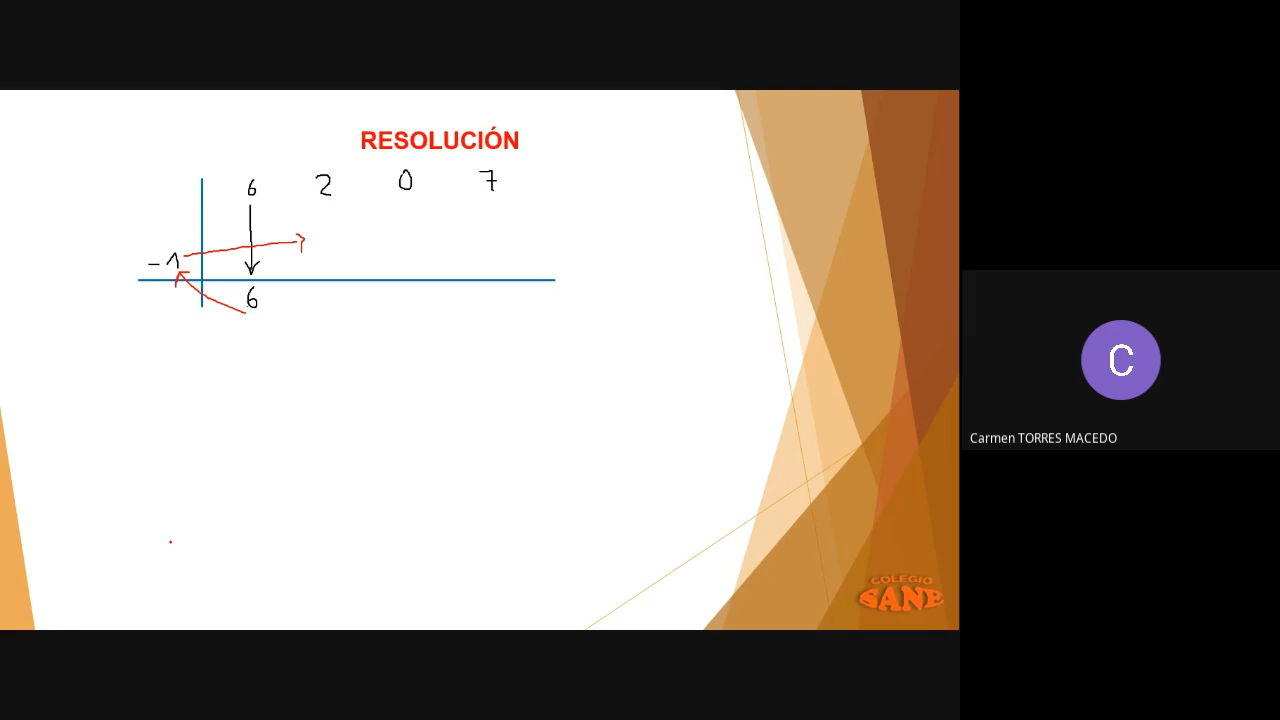 RESOLUCIÓN
6 2 0 7
-1
6
C
Carmen TORRES MACEDO
COLEGIO
SANE